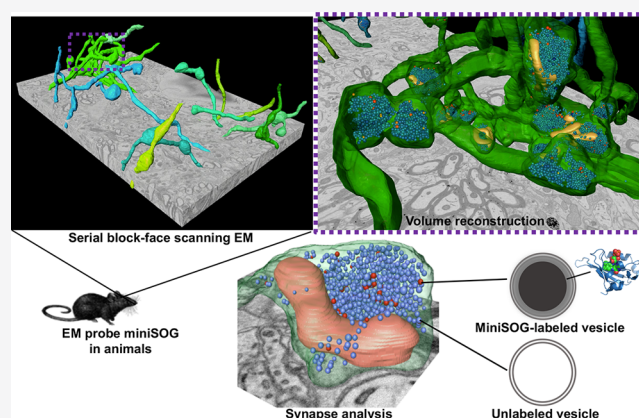 Serial block-face scanning EM
Volume reconstruction
EM probe miniSOG
in animals
MiniSOG-labeled vesicle
Synapse analysis
Unlabeled vesicle